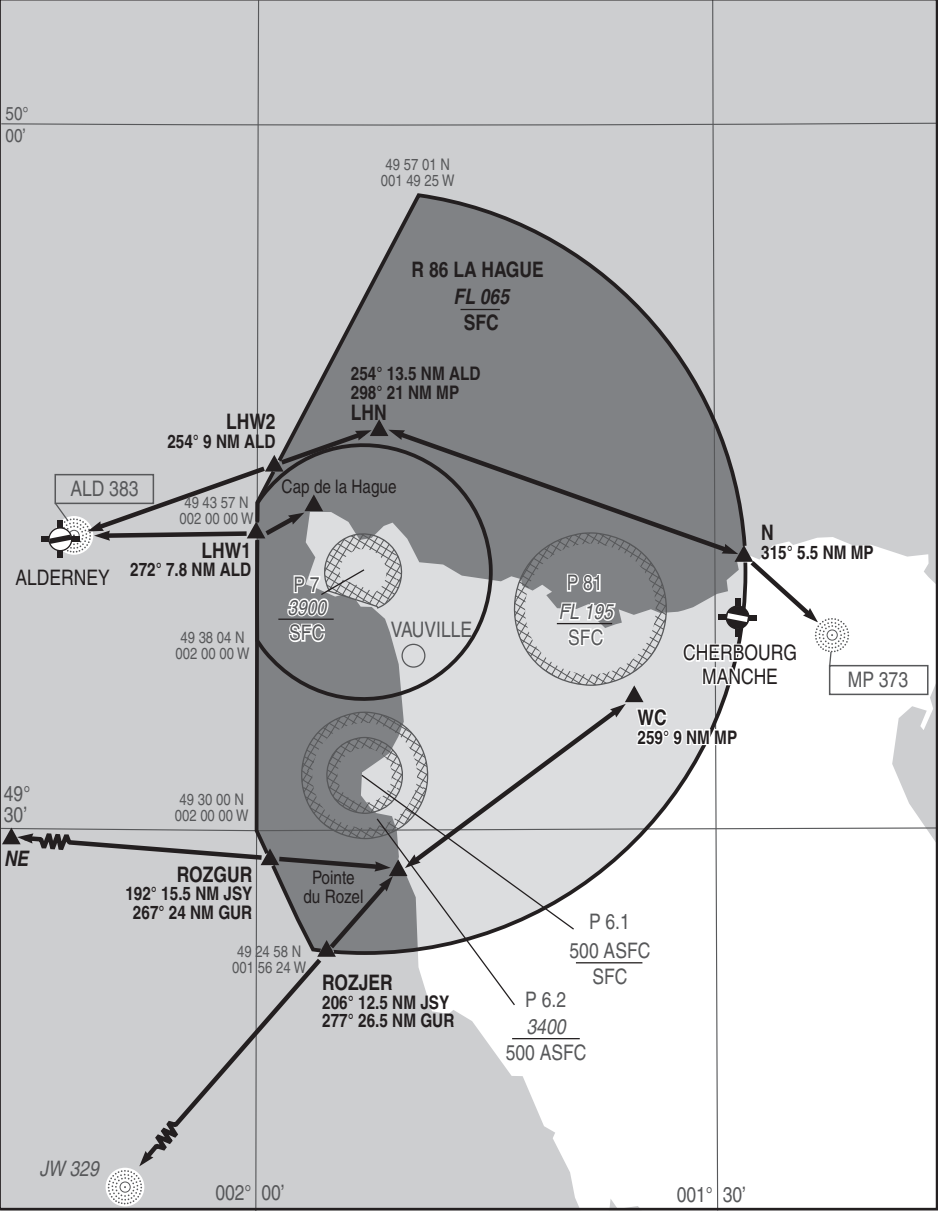 50°
00'
49 57 01 N
001 49 25 W
R 86 LA HAGUE
FL 065
SFC
254° 13.5 NM ALD
298° 21 NM MP
LHN
LHW2
254° 9 NM ALD
ALD 383
49 43 57 N
002 00 00 W
Cap de la Hague
N
315° 5.5 NM MP
LHW1
272° 7.8 NM ALD
ALDERNEY
P 7
3900
SFC
P 81
FL 195
SFC
VAUVILLE
49 38 04 N
002 00 00 W
CHERBOURG
MANCHE
MP 373
WC
259° 9 NM MP
49°
30'
49 30 00 N
002 00 00 W
NE
ROZGUR
192° 15.5 NM JSY
267° 24 NM GUR
Pointe
du Rozel
P 6.1
500 ASFC
SFC
49 24 58 N
001 56 24 W
ROZJER
206° 12.5 NM JSY
277° 26.5 NM GUR
P 6.2
3400
500 ASFC
JW 329
002° 00'
001° 30'